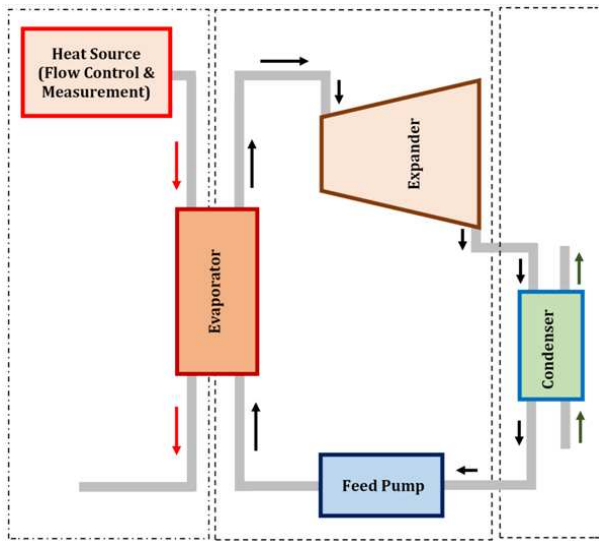 Heat Source
(Flow Control &
Measurement)
Expander
Evaporator
Condenser
Feed Pump